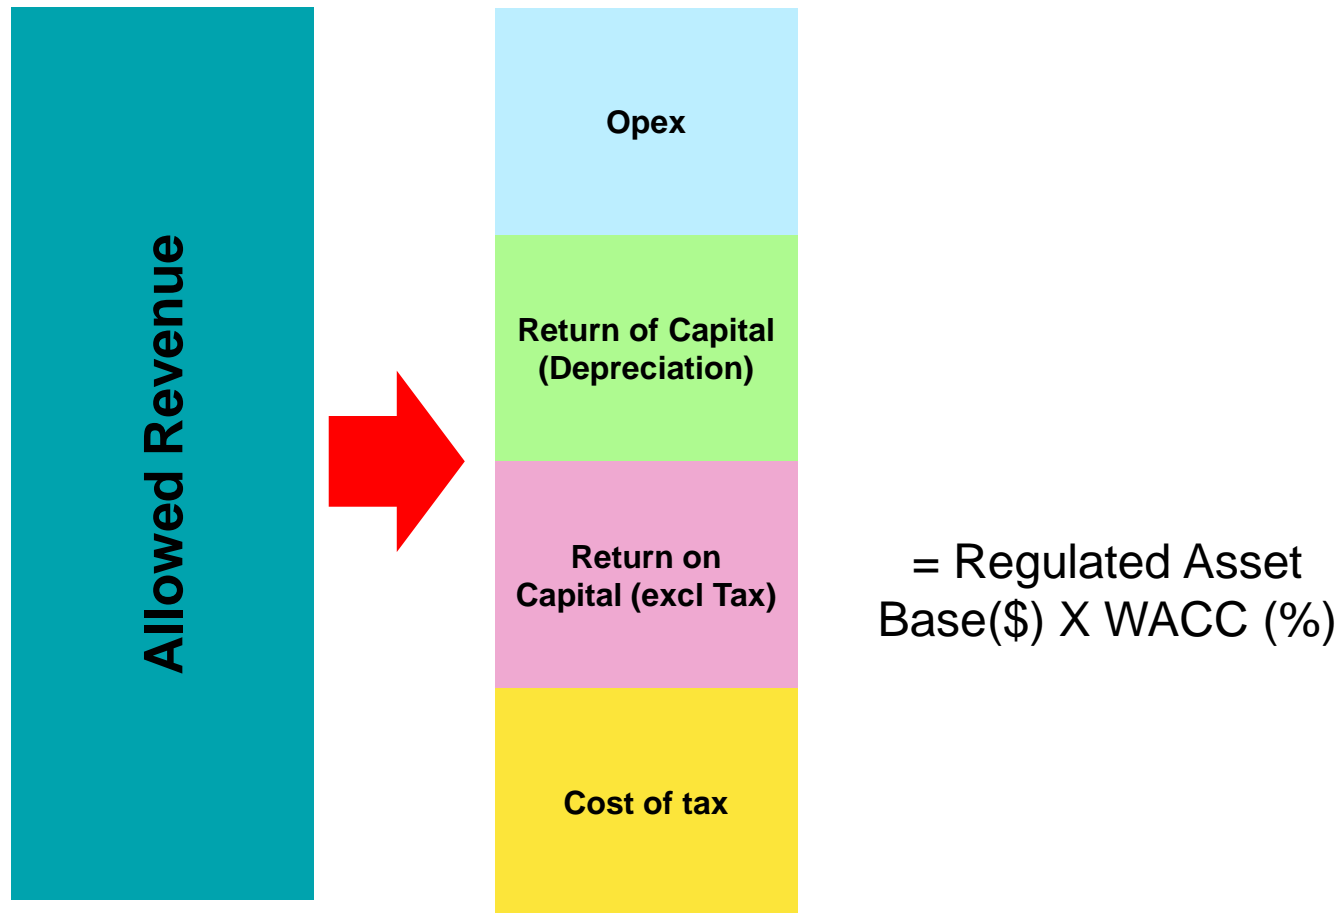 Allowed Revenue
Opex
Return of Capital
(Depreciation)
Return on
Capital (excl Tax)
= Regulated Asset
Base($) X WACC (%)
Cost of tax